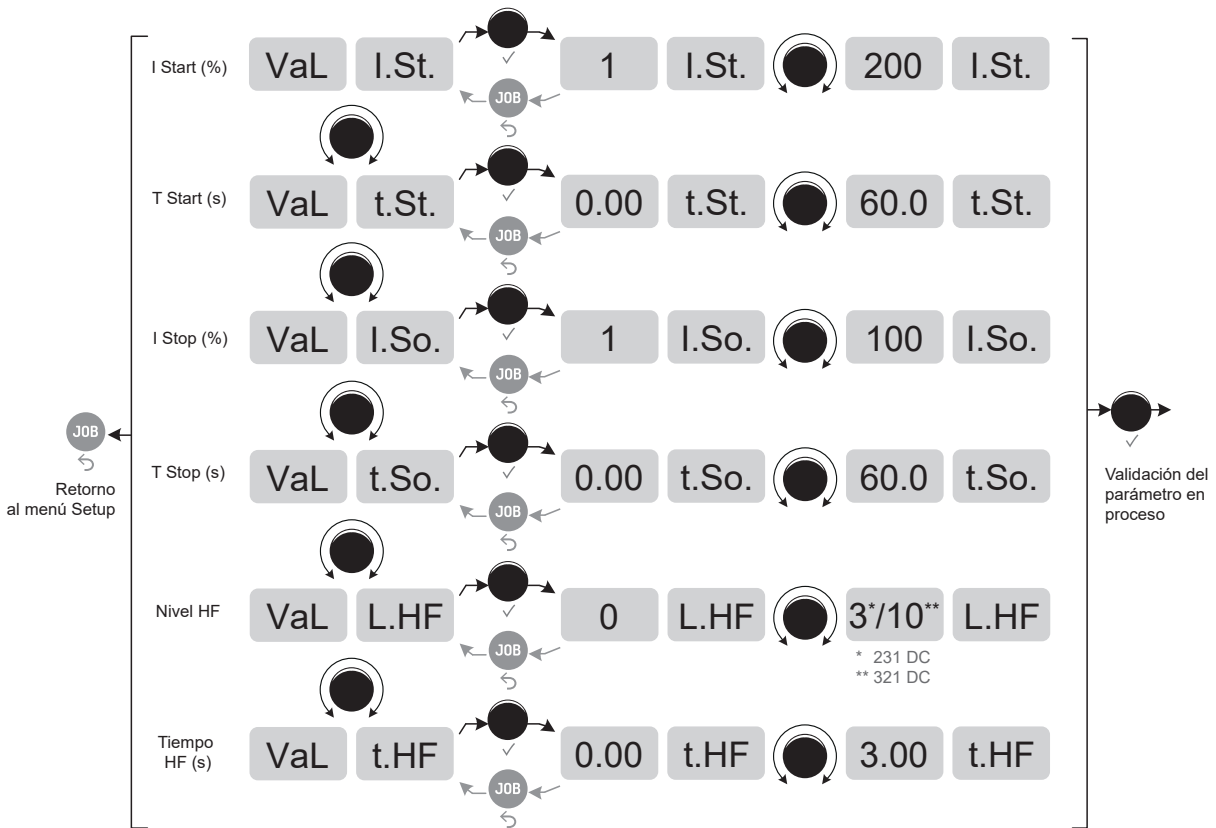 I Start (%) VaL I.St. 1 I.St. 200 I.St.
JOB
T Start (s) VaL t.St. 0.00 t.St. 60.0 t.St.
JOB
I Stop (%) VaL I.So. 1 I.So. 100 I.So.
JOB
JOB
Retorno
al menú Setup
T Stop (s) VaL t.So. 0.00 t.So. 60.0 t.So.
JOB
Validación del
parámetro en
proceso
Nivel HF VaL L.HF 0 L.HF 3*/10** L.HF
JOB
* 231 DC
** 321 DC
Tiempo
HF (s) VaL t.HF 0.00 t.HF 3.00 t.HF
JOB